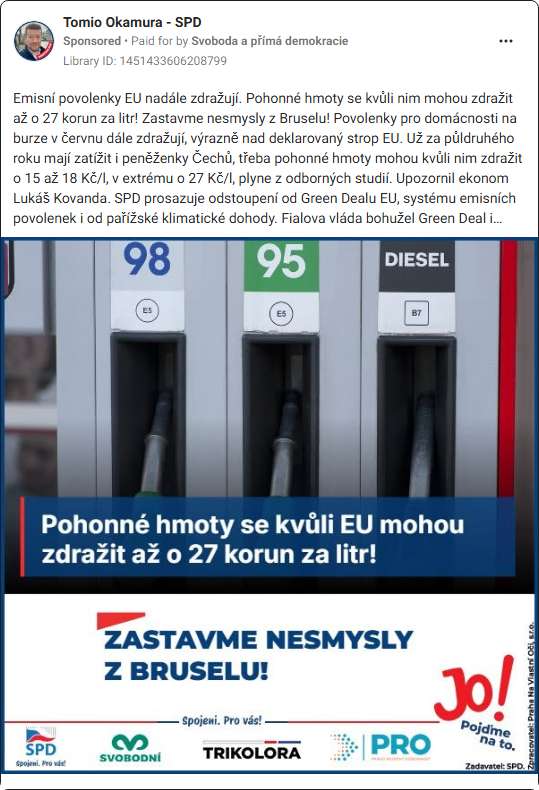 Tomio Okamura - SPD
Sponsored • Paid for by Svoboda a přímá demokracie
Library ID: 1451433606208799
Emisní povolenky EU nadále zdražují. Pohonné hmoty se kvůli nim mohou zdražit
až o 27 korun za litr! Zastavme nesmysly z Bruselu! Povolenky pro domácnosti na
burze v červnu dále zdražují, výrazně nad deklarovaný strop EU. Už za půldruhého
roku mají zatížit i peněženky Čechů, třeba pohonné hmoty mohou kvůli nim zdražit
o 15 až 18 Kč/l, v extrému o 27 Kč/l, plyne z odborných studií. Upozornil ekonom
Lukáš Kovanda. SPD prosazuje odstoupení od Green Dealu EU, systému emisních
povolenek i od pařížské klimatické dohody. Fialova vláda bohužel Green Deal i…
98
95
DIESEL
E5
E5
B7
Pohonné hmoty se kvůli EU mohou
zdražit až o 27 korun za litr!
ZASTAVME NESMYSLY
Z BRUSELU!
Jo!
Pojďme
na to.
Spojeni. Pro vás!
SPD
Spojeni. Pro vás!
SVOBODNÍ
TRIKOLORA
PRO
PRÁVO RESPEKT ODBORNOST
Zadavatel: SPD.
Zpracovatel: Praha Na Vlastní Oči, s.r.o.